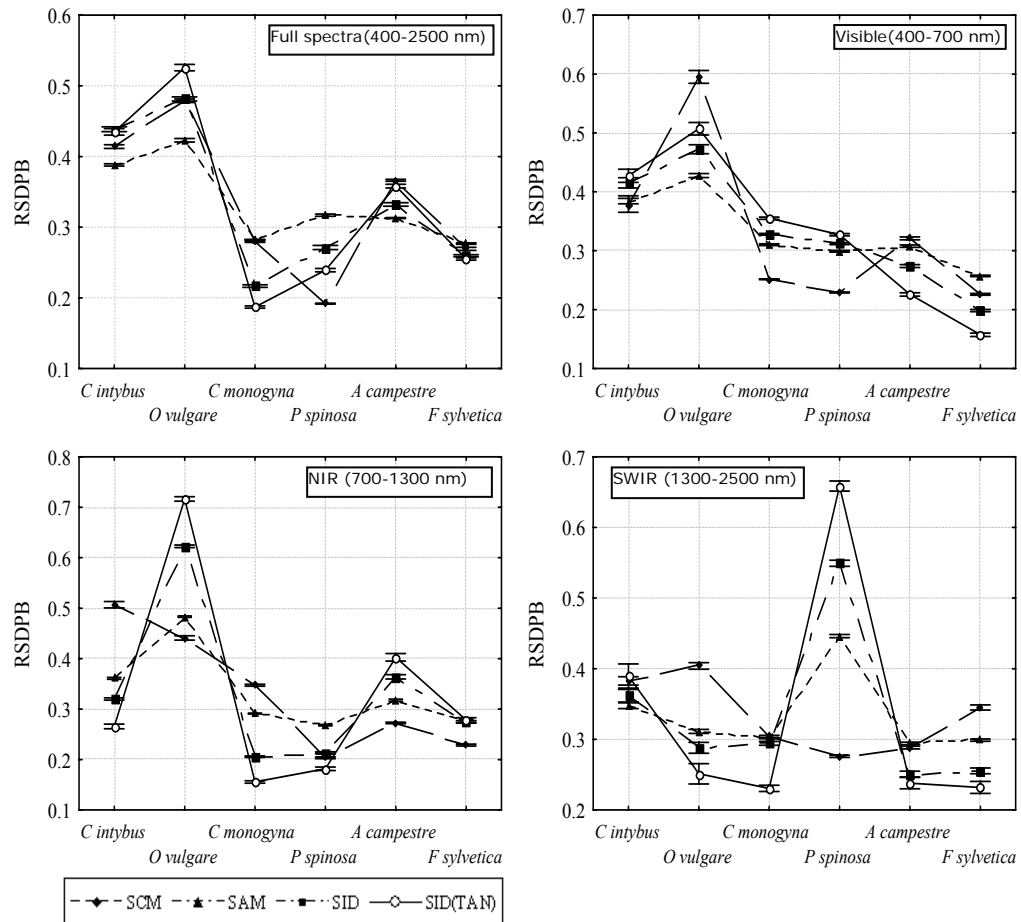 Full spectra(400-2500 nm)
RSDPB
0.6
0.5
0.4
0.3
0.2
0.1
C intybus
O vulgare
C monogyna
P spinosa
A campestre
F sylvetica
Visible(400-700 nm)
RSDPB
0.7
0.6
0.5
0.4
0.3
0.2
0.1
C intybus
O vulgare
C monogyna
P spinosa
A campestre
F sylvetica
NIR (700-1300 nm)
RSDPB
0.8
0.7
0.6
0.5
0.4
0.3
0.2
0.1
C intybus
O vulgare
C monogyna
P spinosa
A campestre
F sylvetica
SWIR (1300-2500 nm)
RSDPB
0.7
0.6
0.5
0.4
0.3
0.2
C intybus
O vulgare
C monogyna
P spinosa
A campestre
F sylvetica
SCM SAM SID SID(TAN)